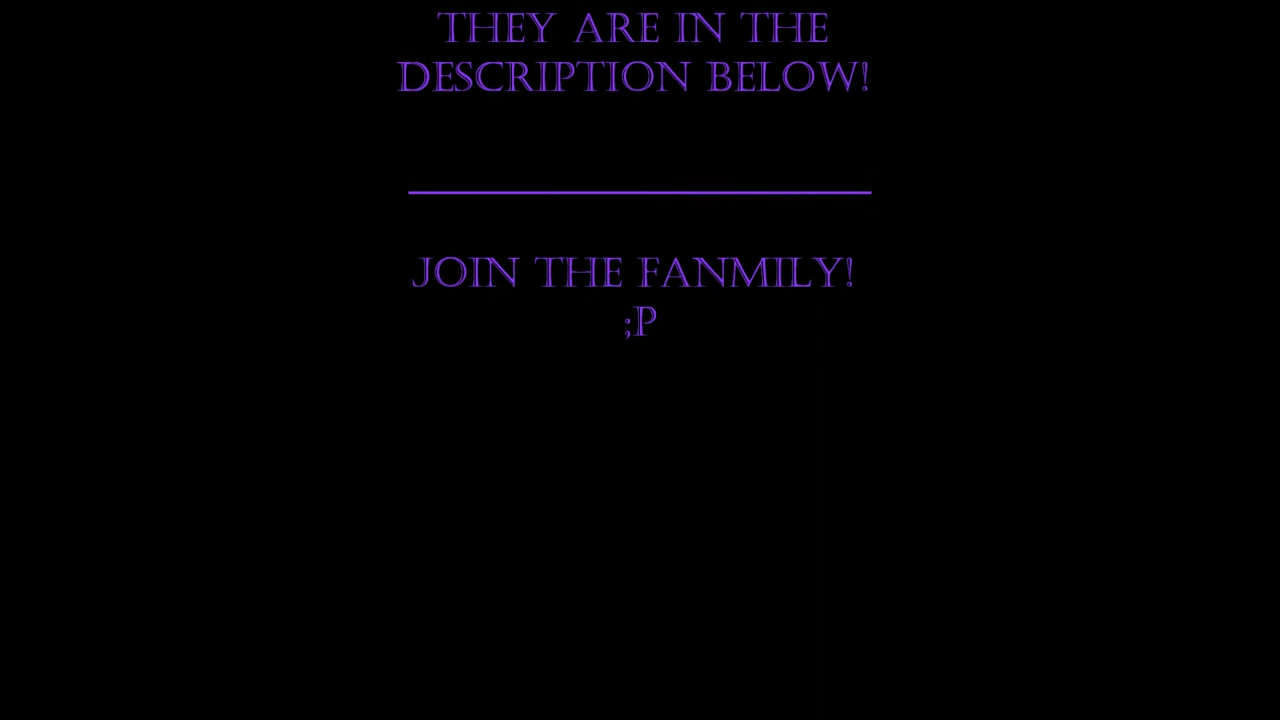 THEY ARE IN THE
DESCRIPTION BELOW!
JOIN THE FANMILY!
;P